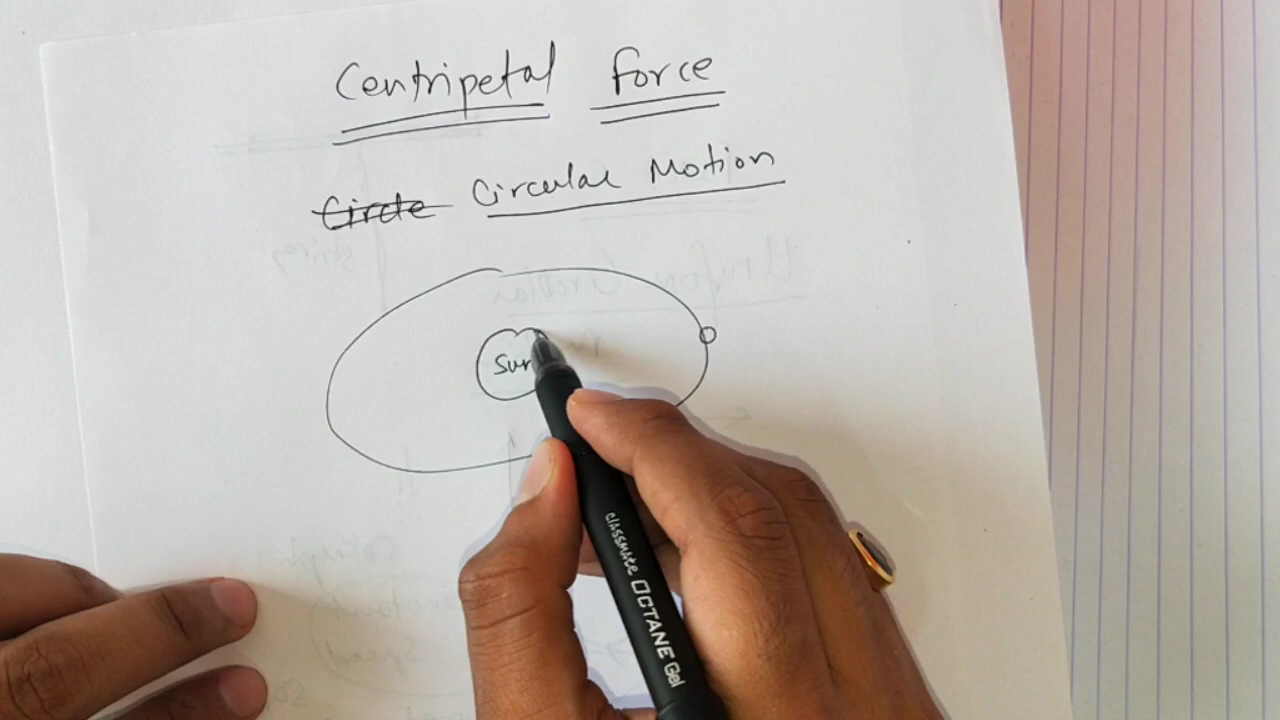 Centripetal Force
Circle Circular Motion
Sun
classmate OCTANE Gel